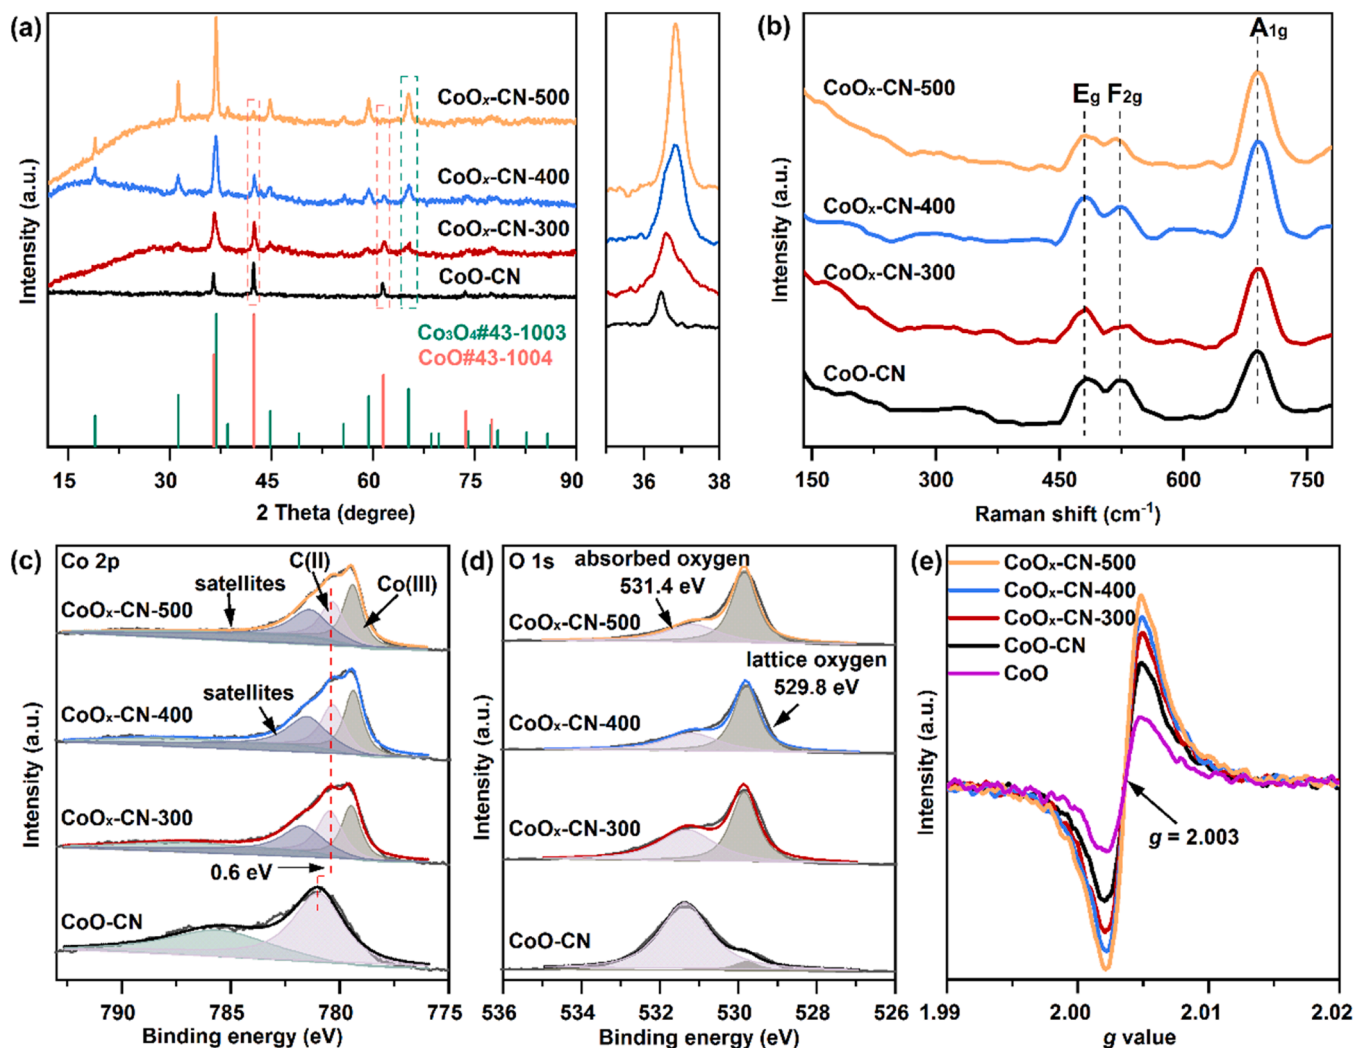 (a)
CoOx-CN-500
CoOx-CN-400
CoOx-CN-300
CoO-CN
Co₃O₄#43-1003
CoO#43-1004
Intensity (a.u.)
15 30 45 60 75 90
2 Theta (degree)
36 38
(b)
A1g
Eg F2g
CoOx-CN-500
CoOx-CN-400
CoOx-CN-300
CoO-CN
Intensity (a.u.)
150 450 600 750
Raman shift (cm⁻¹)
(c)
Co 2p
C(II)
satellites
Co(III)
CoOx-CN-500
satellites
CoOx-CN-400
CoOx-CN-300
0.6 eV
CoO-CN
Intensity (a.u.)
790 785 780 775
Binding energy (eV)
(d)
O 1s
absorbed oxygen
531.4 eV
CoOx-CN-500
lattice oxygen
529.8 eV
CoOx-CN-400
CoOx-CN-300
CoO-CN
Intensity (a.u.)
536 534 532 530 528 526
Binding energy (eV)
(e)
CoOx-CN-500
CoOx-CN-400
CoOx-CN-300
CoO-CN
CoO
g = 2.003
Intensity (a.u.)
1.99 2.00 2.01 2.02
g value